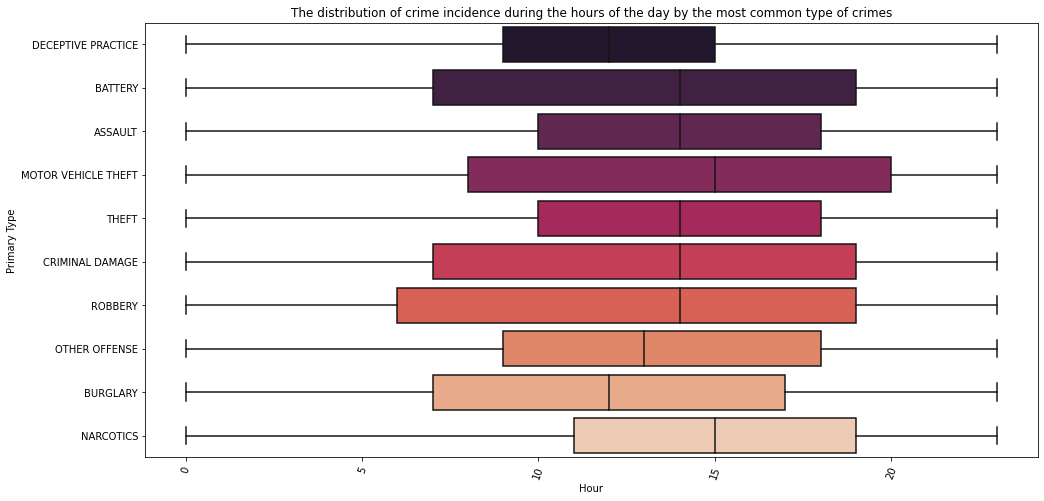 The distribution of crime incidence during the hours of the day by the most common type of crimes
Primary Type
DECEPTIVE PRACTICE
BATTERY
ASSAULT
MOTOR VEHICLE THEFT
THEFT
CRIMINAL DAMAGE
ROBBERY
OTHER OFFENSE
BURGLARY
NARCOTICS
0 5 10 15 20
Hour